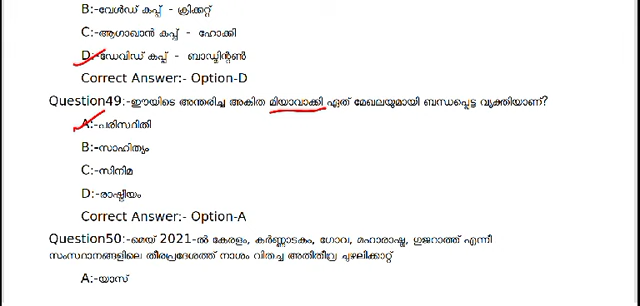 B:-വേൾഡ് കപ്പ് - ക്രിക്കറ്റ്
C:-ആഗാഖാൻ കപ്പ് - ഹോക്കി
D:-ഡേവിഡ് കപ്പ് - ബാഡ്മിന്റൺ
Correct Answer:- Option-D
Question49:-ഈയിടെ അന്തരിച്ച അകിര മിയാവാക്കി ഏത് മേഖലയുമായി ബന്ധപ്പെട്ട വ്യക്തിയാണ്?
A:-പരിസ്ഥിതി
B:-സാഹിത്യം
C:-സിനിമ
D:-രാഷ്ട്രീയം
Correct Answer:- Option-A
Question50:-മെയ് 2021-ൽ കേരളം, കർണ്ണാടകം, ഗോവ, മഹാരാഷ്ട്ര, ഗുജറാത്ത് എന്നീ
സംസ്ഥാനങ്ങളിലെ തീരപ്രദേശത്ത് നാശം വിതച്ച അതിതീവ്ര ചുഴലിക്കാറ്റ്
A:-യാസ്